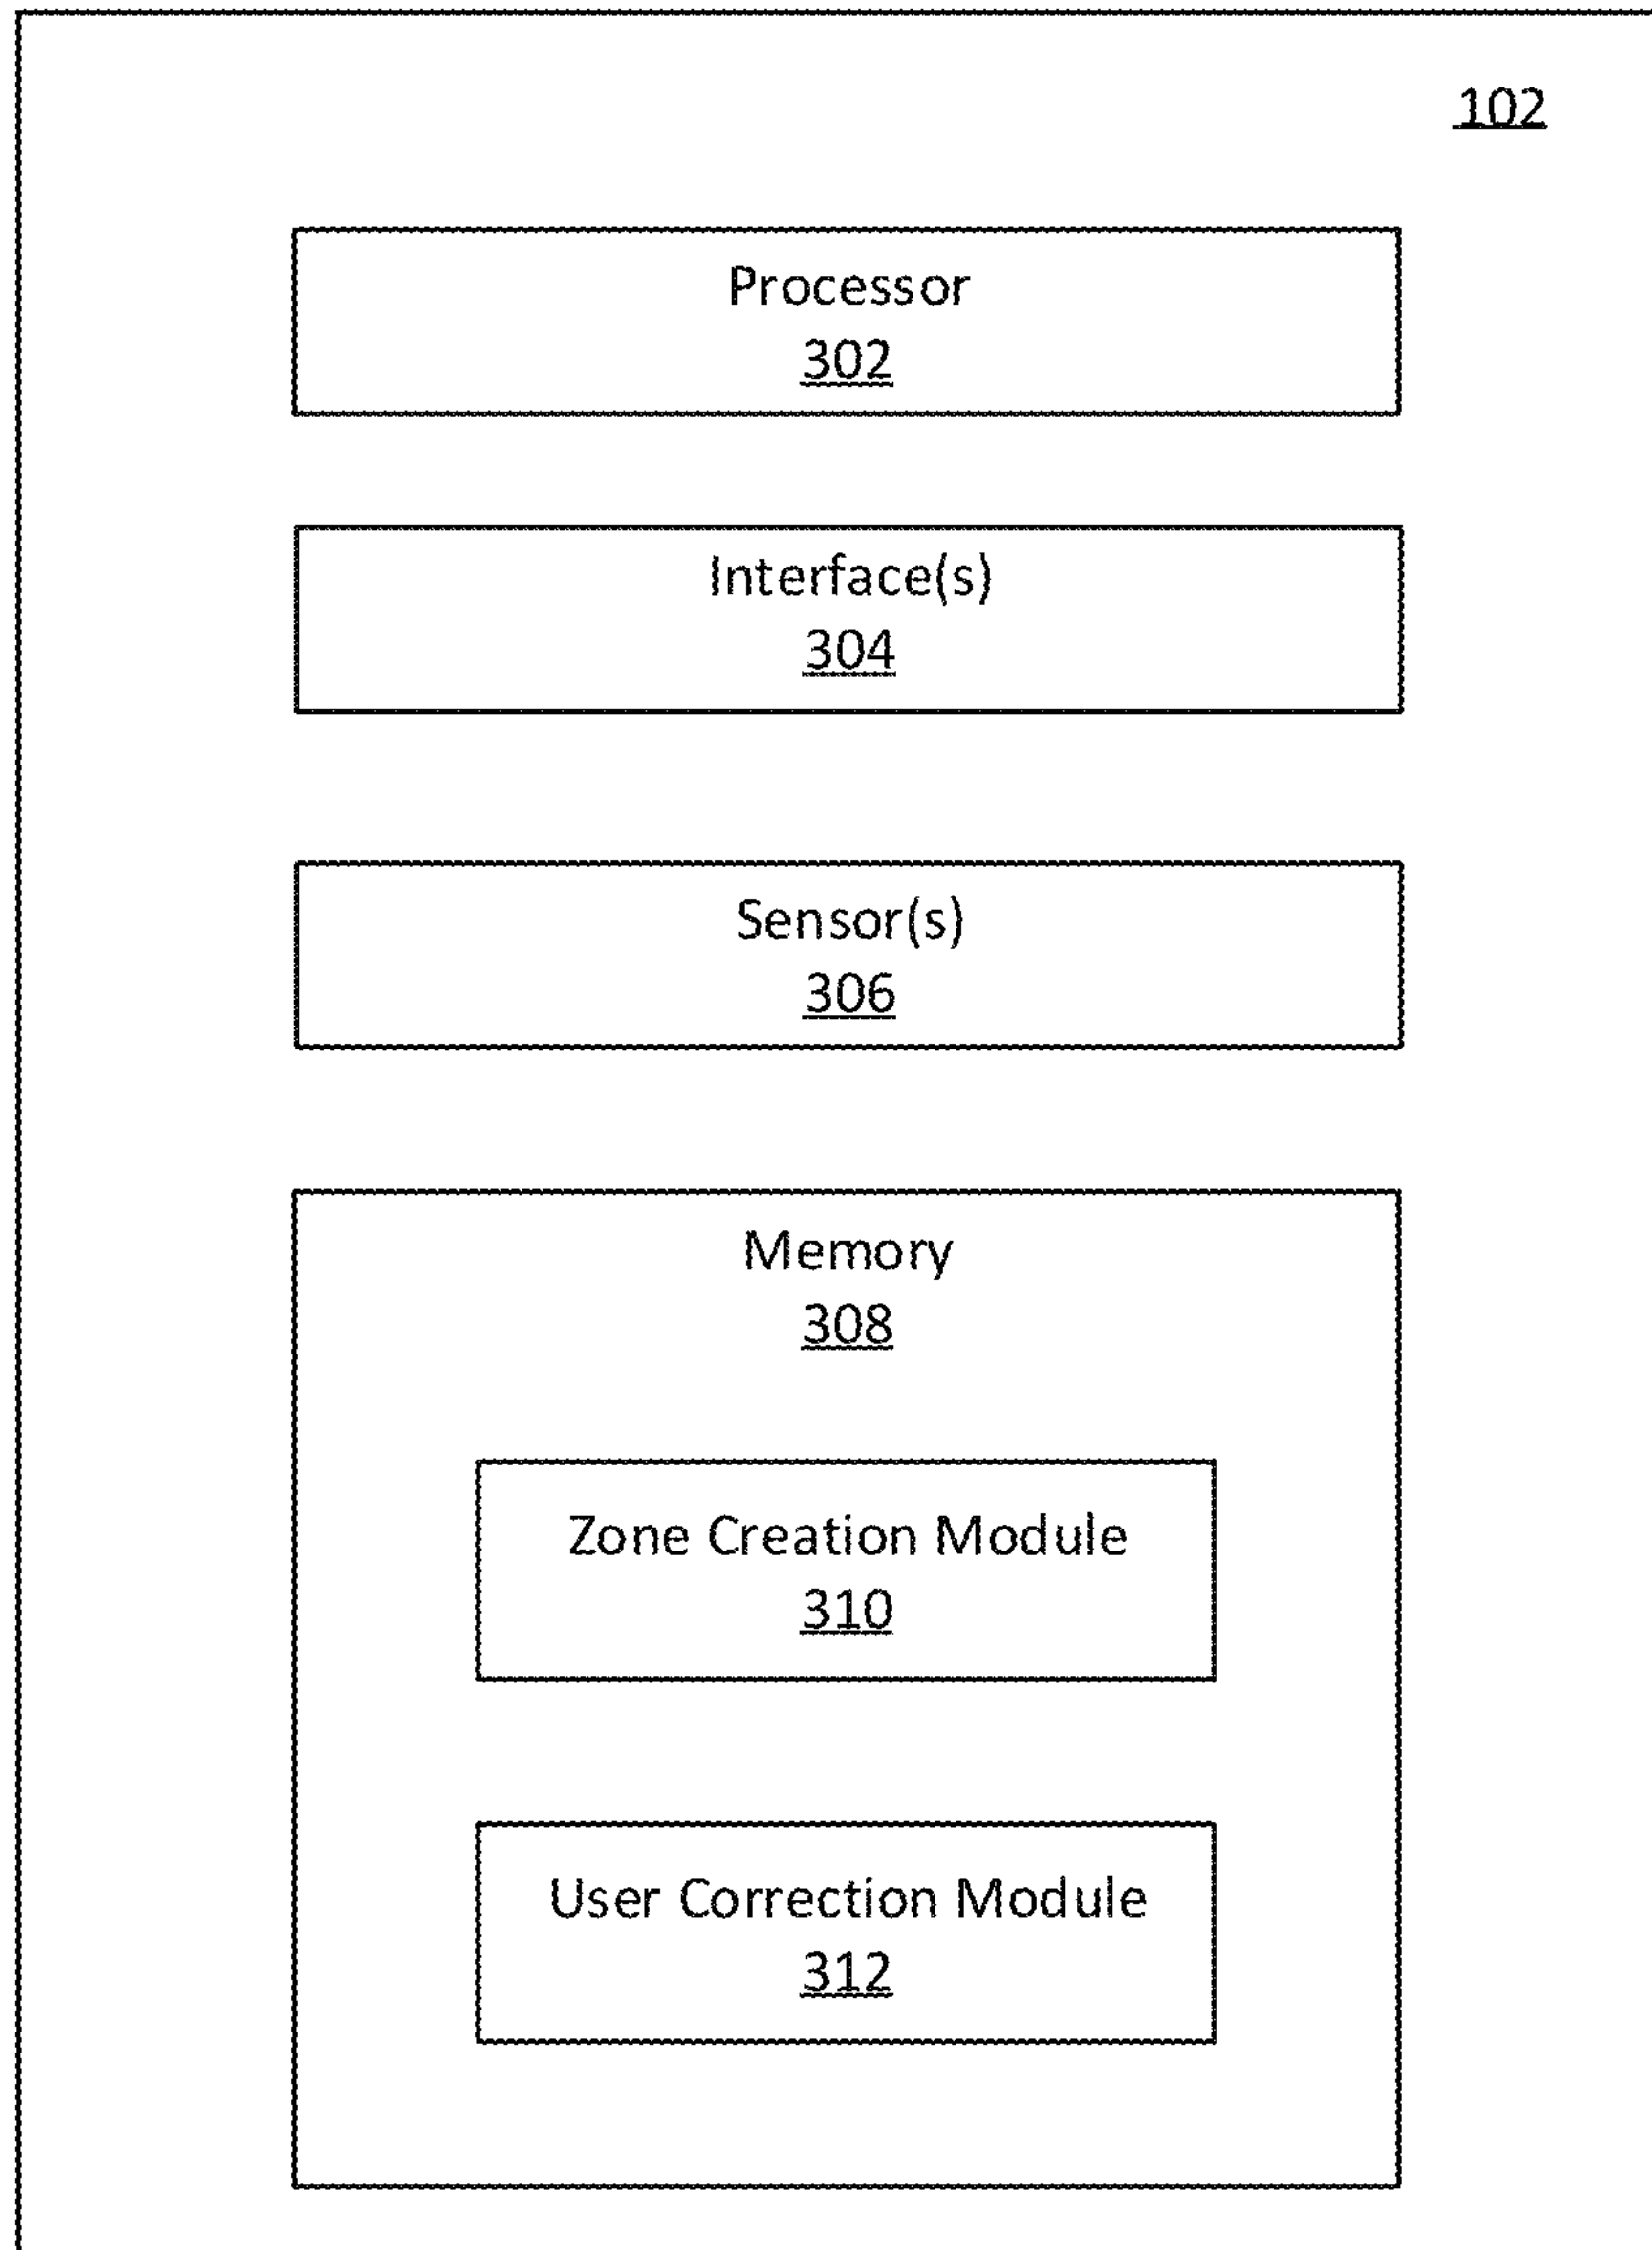 102
Processor
302
Interface(s)
304
Sensor(s)
306
Memory
308
Zone Creation Module
310
User Correction Module
312